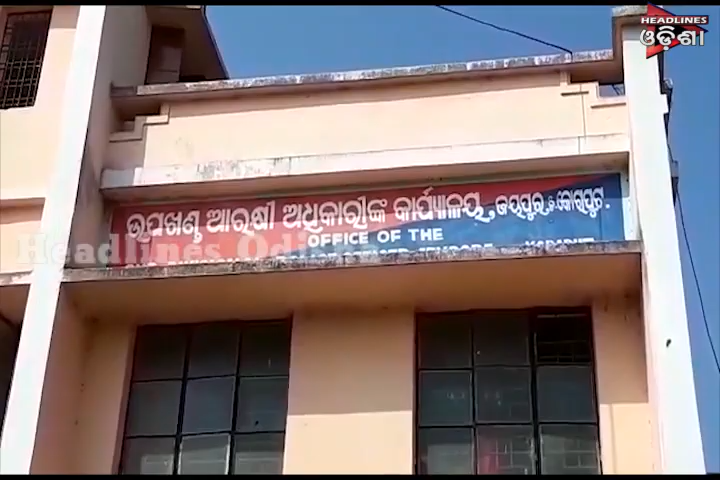 HEADLINES
ଓଡ଼ିଶା
ଉପଖଣ୍ଡ ଆରକ୍ଷୀ ଅଧିକାରୀଙ୍କ କାର୍ଯ୍ୟାଳୟ, ଜୟପୁର, କୋରାପୁଟ.
OFFICE OF THE
Headlines Odisha